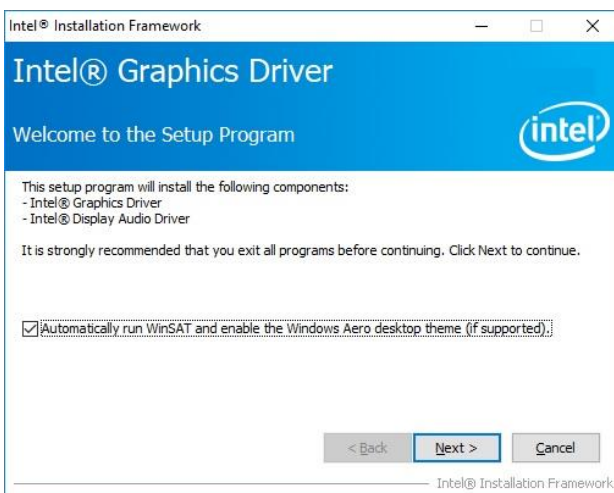 Intel® Installation Framework
Intel® Graphics Driver
Welcome to the Setup Program
intel
This setup program will install the following components:
- Intel® Graphics Driver
- Intel® Display Audio Driver
It is strongly recommended that you exit all programs before continuing. Click Next to continue.
Automatically run WinSAT and enable the Windows Aero desktop theme (if supported).
< Back Next > Cancel
Intel® Installation Framework